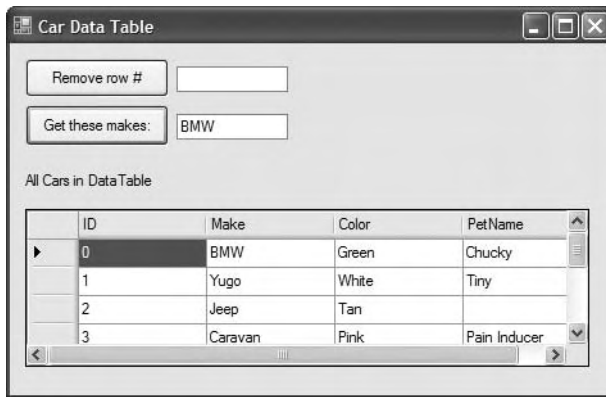 Car Data Table
Remove row #
Get these makes: BMW
All Cars in DataTable
ID Make Color PetName
0 BMW Green Chucky
1 Yugo White Tiny
2 Jeep Tan
3 Caravan Pink Pain Inducer